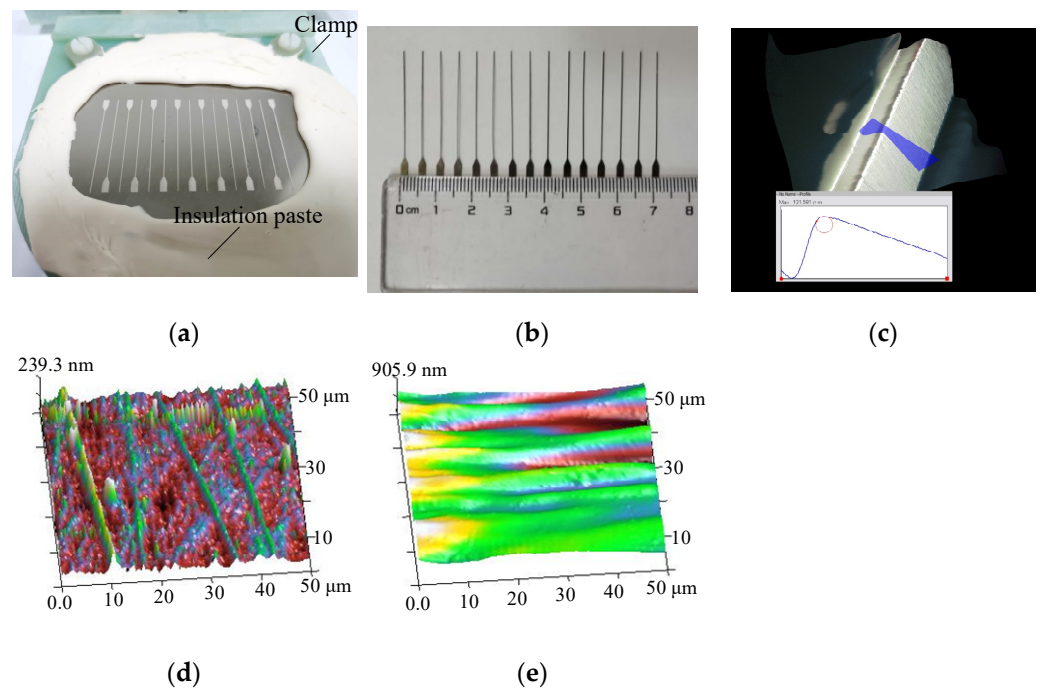 Clamp
Insulation paste
0 cm 1 2 3 4 5 6 7 8
(a)
(b)
(c)
239.3 nm
50 μm
30
10
0.0 10 20 30 40 50 μm
905.9 nm
50 μm
30
10
0.0 10 20 30 40 50 μm
(d)
(e)